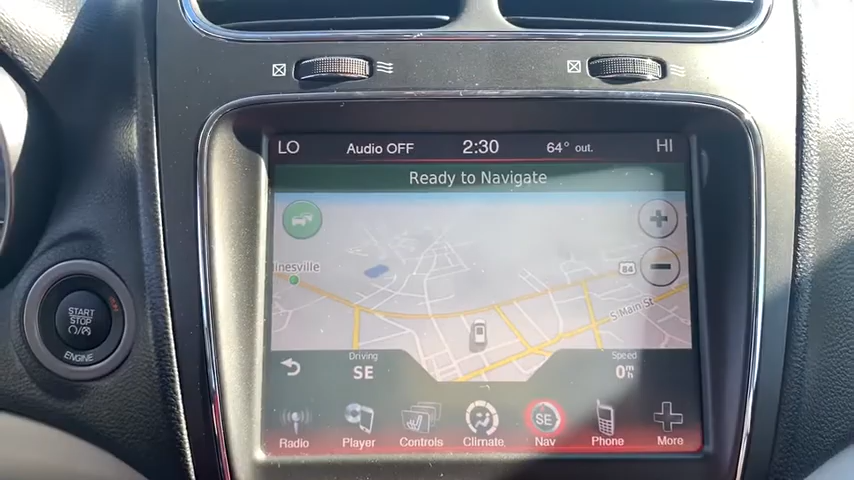 LO Audio OFF 2:30 64° out. HI
Ready to Navigate
inesville
84
S Main St
START
STOP
ENGINE
Driving
SE
Speed
0 m/h
SE
Radio Player Controls Climate Nav Phone More